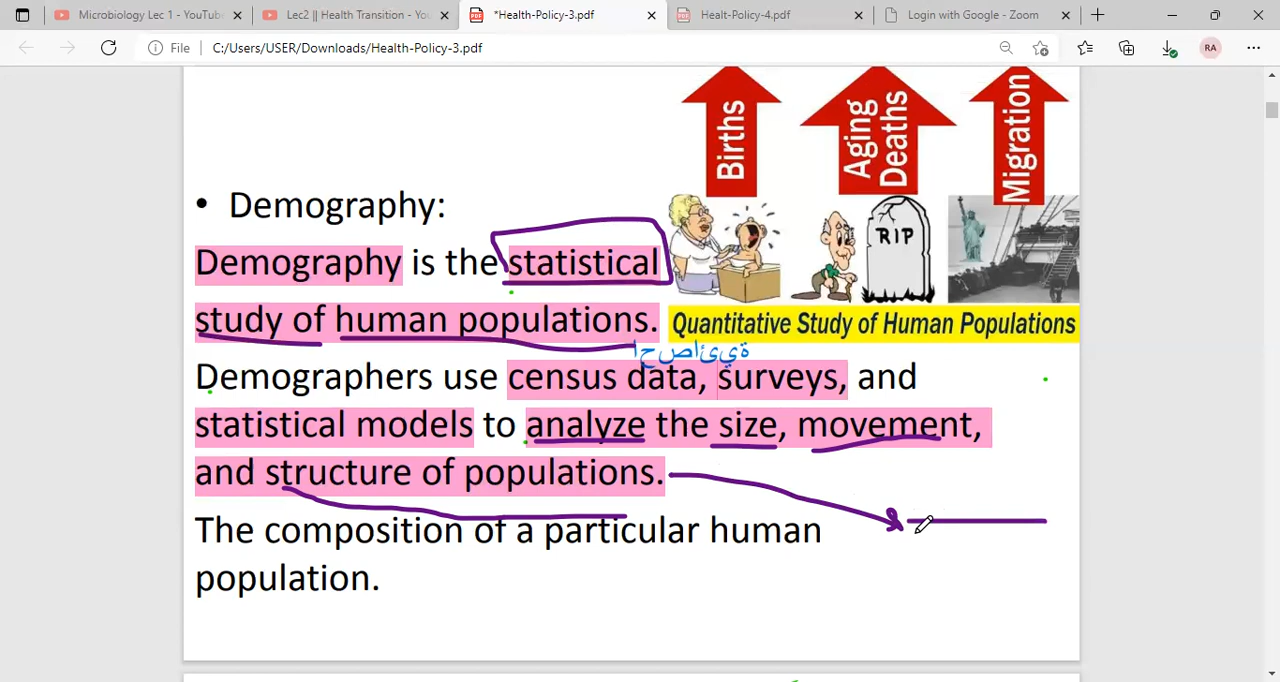 Microbiology Lec 1 - YouTube
Lec2 || Health Transition - You
*Health-Policy-3.pdf
Healt-Policy-4.pdf
Login with Google - Zoom
File
C:/Users/USER/Downloads/Health-Policy-3.pdf
RA
Births
Aging
Deaths
Migration
RIP
• Demography:
Demography is the statistical
study of human populations.
Quantitative Study of Human Populations
احصائية
Demographers use census data, surveys, and
statistical models to analyze the size, movement,
and structure of populations.
The composition of a particular human
population.